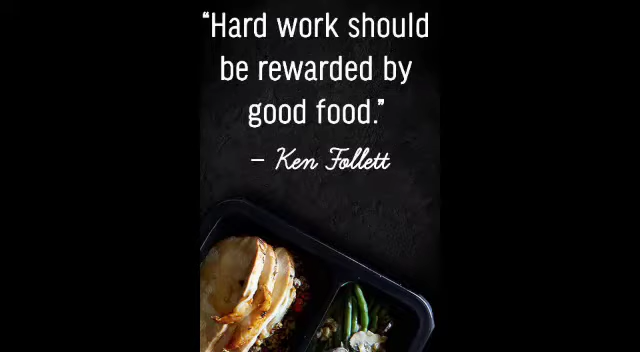 “Hard work should
be rewarded by
good food.”
– Ken Follett